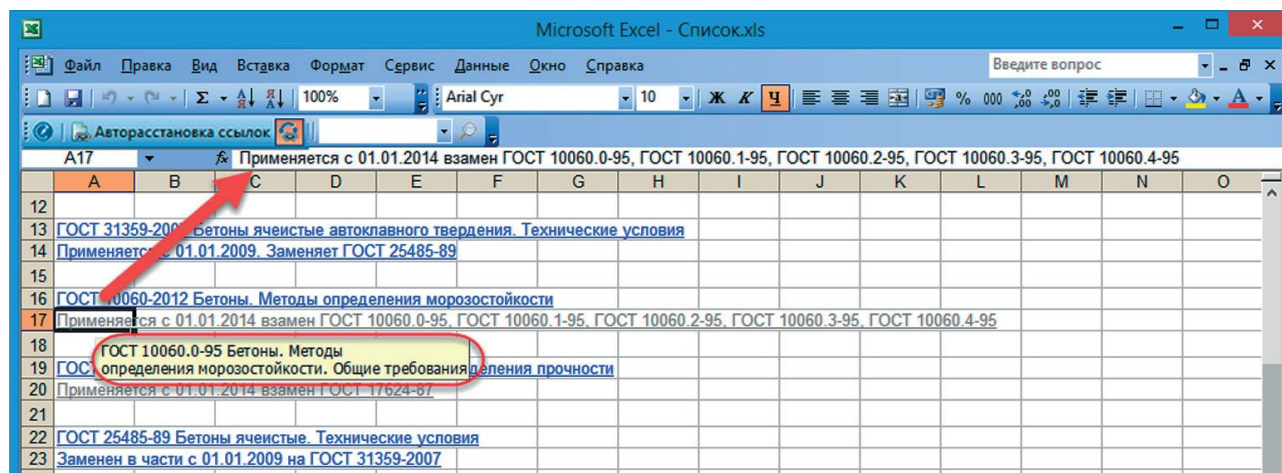 Microsoft Excel - Список.xls
Файл Правка Вид Вставка Формат Сервис Данные Окно Справка Введите вопрос
Σ 100% Arial Cyr 10 Ж К Ч % 000
Авторасстановка ссылок
A17 fx Применяется с 01.01.2014 взамен ГОСТ 10060.0-95, ГОСТ 10060.1-95, ГОСТ 10060.2-95, ГОСТ 10060.3-95, ГОСТ 10060.4-95
A B C D E F G H I J K L M N O
12
13 ГОСТ 31359-2007 Бетоны ячеистые автоклавного твердения. Технические условия
14 Применяется с 01.01.2009. Заменяет ГОСТ 25485-89
15
16 ГОСТ 10060-2012 Бетоны. Методы определения морозостойкости
17 Применяется с 01.01.2014 взамен ГОСТ 10060.0-95, ГОСТ 10060.1-95, ГОСТ 10060.2-95, ГОСТ 10060.3-95, ГОСТ 10060.4-95
18
ГОСТ 10060.0-95 Бетоны. Методы
определения морозостойкости. Общие требования
19 ГОСТ деления прочности
20 Применяется с 01.01.2014 взамен ГОСТ 17624-87
21
22 ГОСТ 25485-89 Бетоны ячеистые. Технические условия
23 Заменен в части с 01.01.2009 на ГОСТ 31359-2007